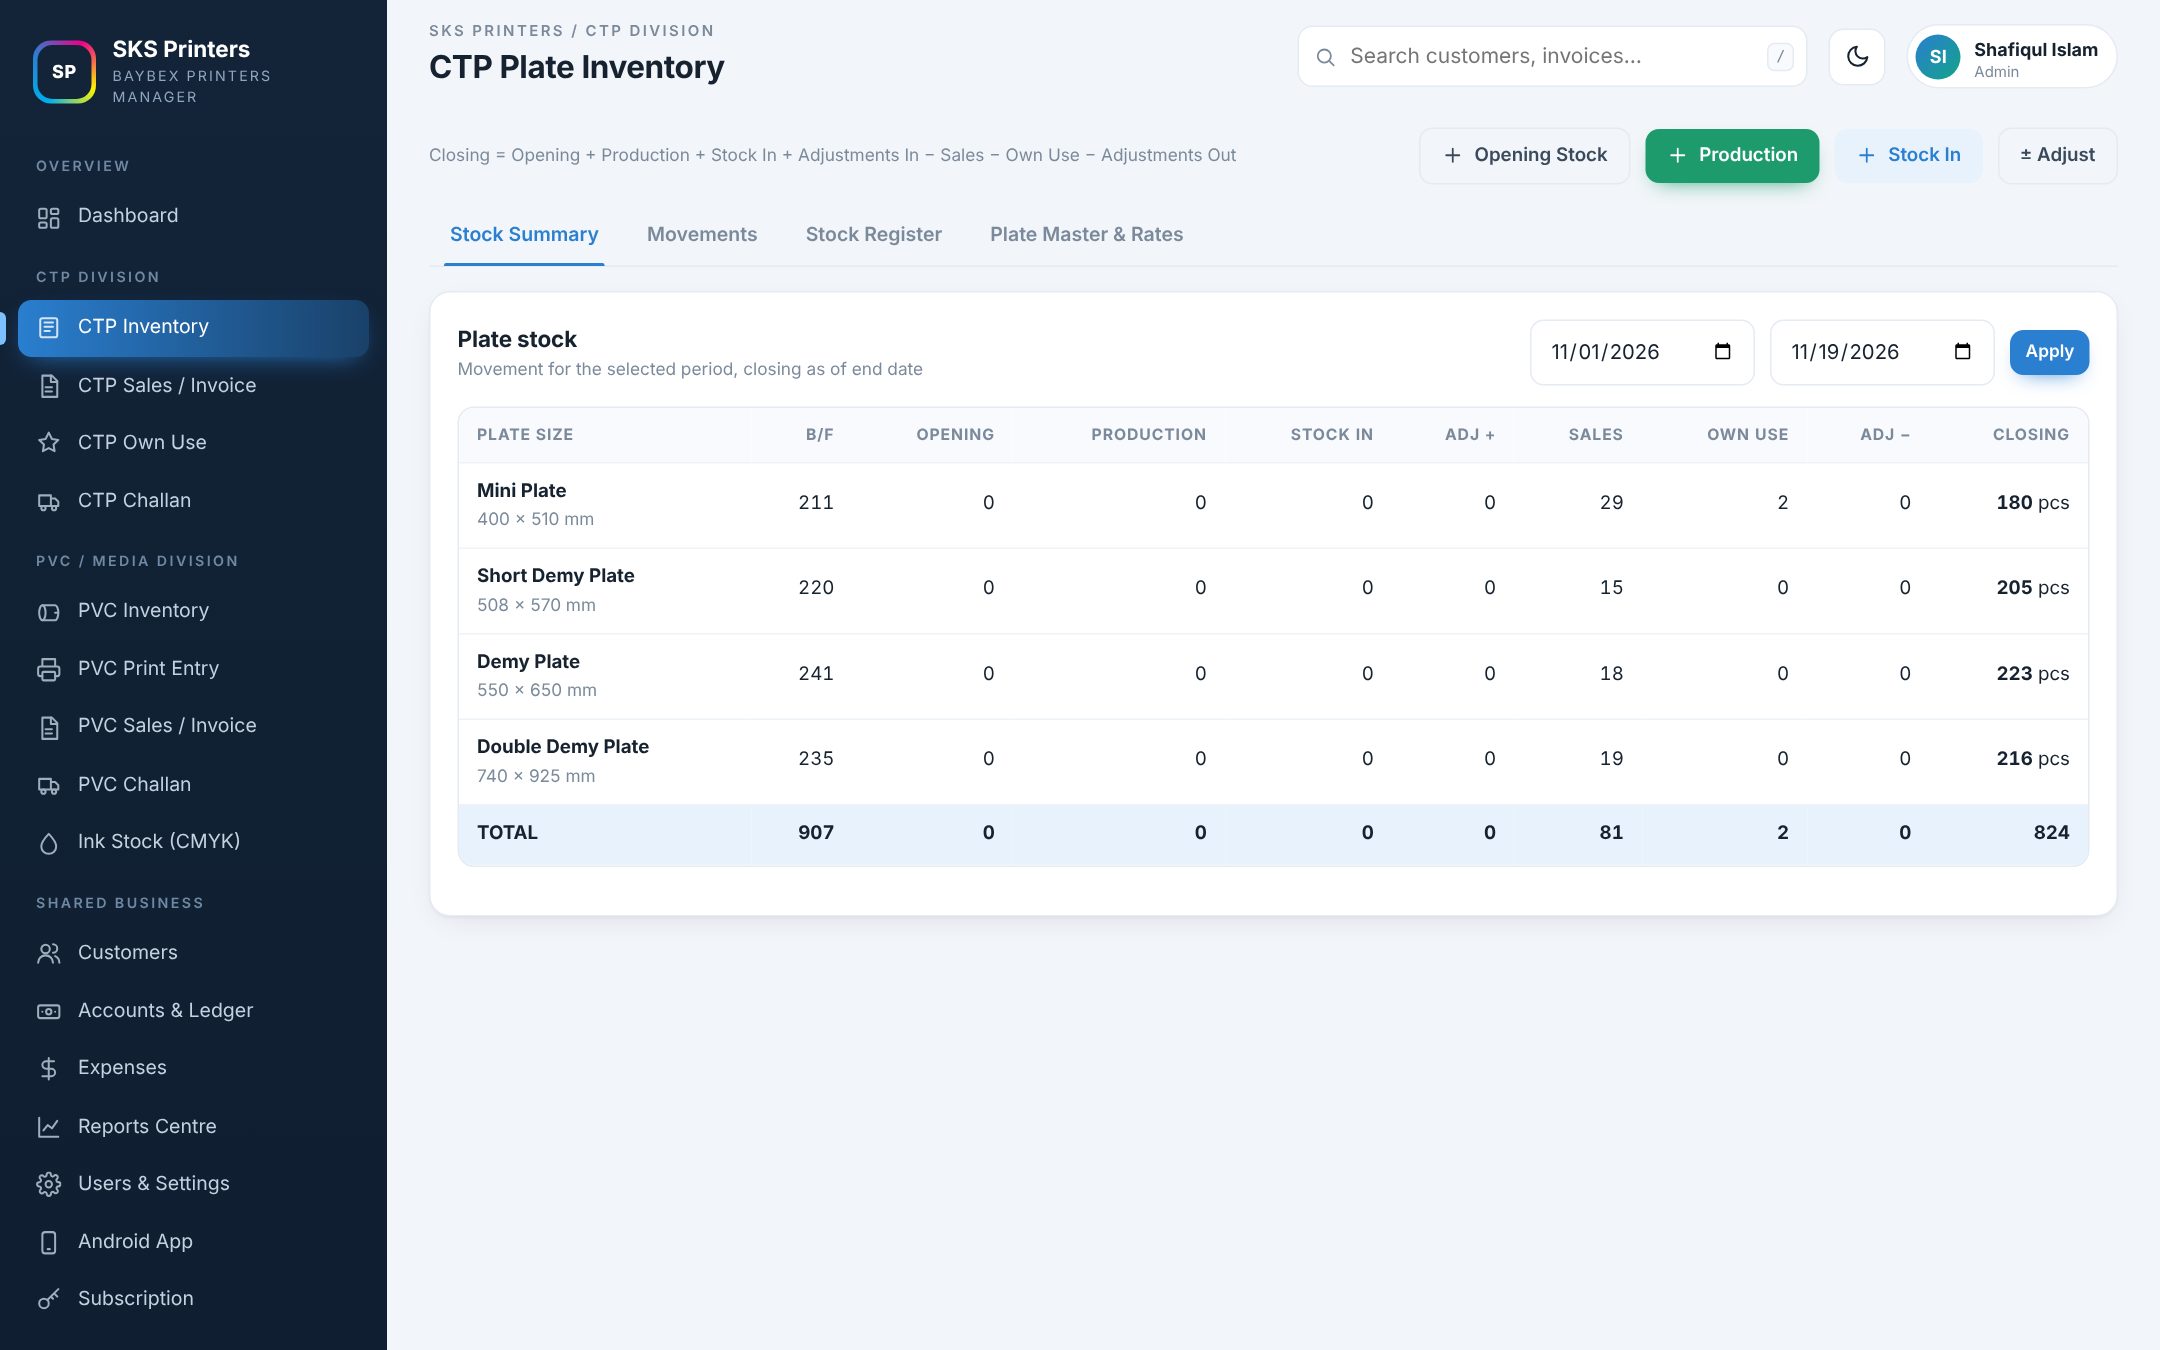 SP
SKS Printers
BAYBEX PRINTERS
MANAGER
OVERVIEW
Dashboard
CTP DIVISION
CTP Inventory
CTP Sales / Invoice
CTP Own Use
CTP Challan
PVC / MEDIA DIVISION
PVC Inventory
PVC Print Entry
PVC Sales / Invoice
PVC Challan
Ink Stock (CMYK)
SHARED BUSINESS
Customers
Accounts & Ledger
Expenses
Reports Centre
Users & Settings
Android App
Subscription
SKS PRINTERS / CTP DIVISION
CTP Plate Inventory
Search customers, invoices... /
SI Shafiqul Islam
Admin
Closing = Opening + Production + Stock In + Adjustments In − Sales − Own Use − Adjustments Out
+ Opening Stock + Production + Stock In ± Adjust
Stock Summary Movements Stock Register Plate Master & Rates
Plate stock
Movement for the selected period, closing as of end date
11/01/2026 11/19/2026 Apply
PLATE SIZE B/F OPENING PRODUCTION STOCK IN ADJ + SALES OWN USE ADJ − CLOSING
Mini Plate
400 × 510 mm
211 0 0 0 0 29 2 0 180 pcs
Short Demy Plate
508 × 570 mm
220 0 0 0 0 15 0 0 205 pcs
Demy Plate
550 × 650 mm
241 0 0 0 0 18 0 0 223 pcs
Double Demy Plate
740 × 925 mm
235 0 0 0 0 19 0 0 216 pcs
TOTAL 907 0 0 0 0 81 2 0 824